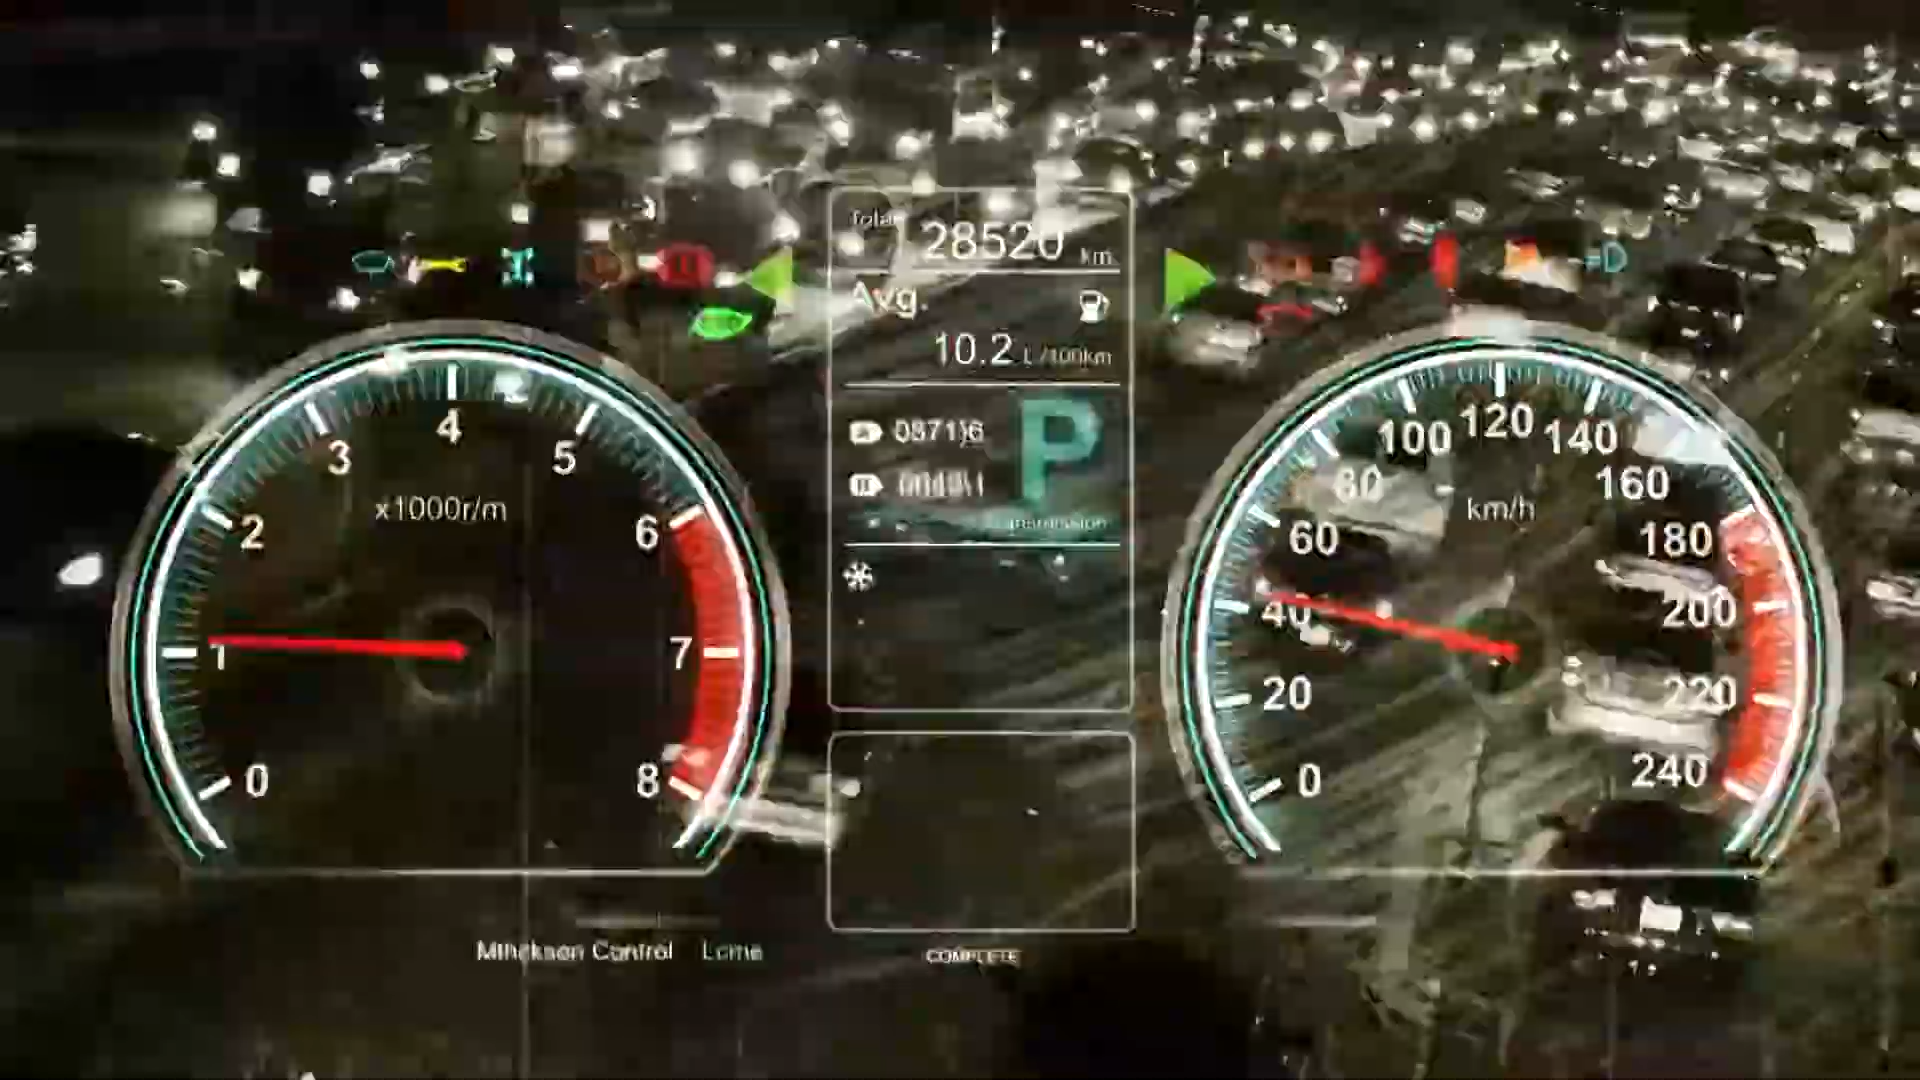 Total 28520 km
Avg.
10.2 L/100km
P
4
100 120 140
3 5
80 160
x1000r/m
km/h
2 6
60 180
40 200
1 7
20 220
0 8
0 240
Control
COMPLETE